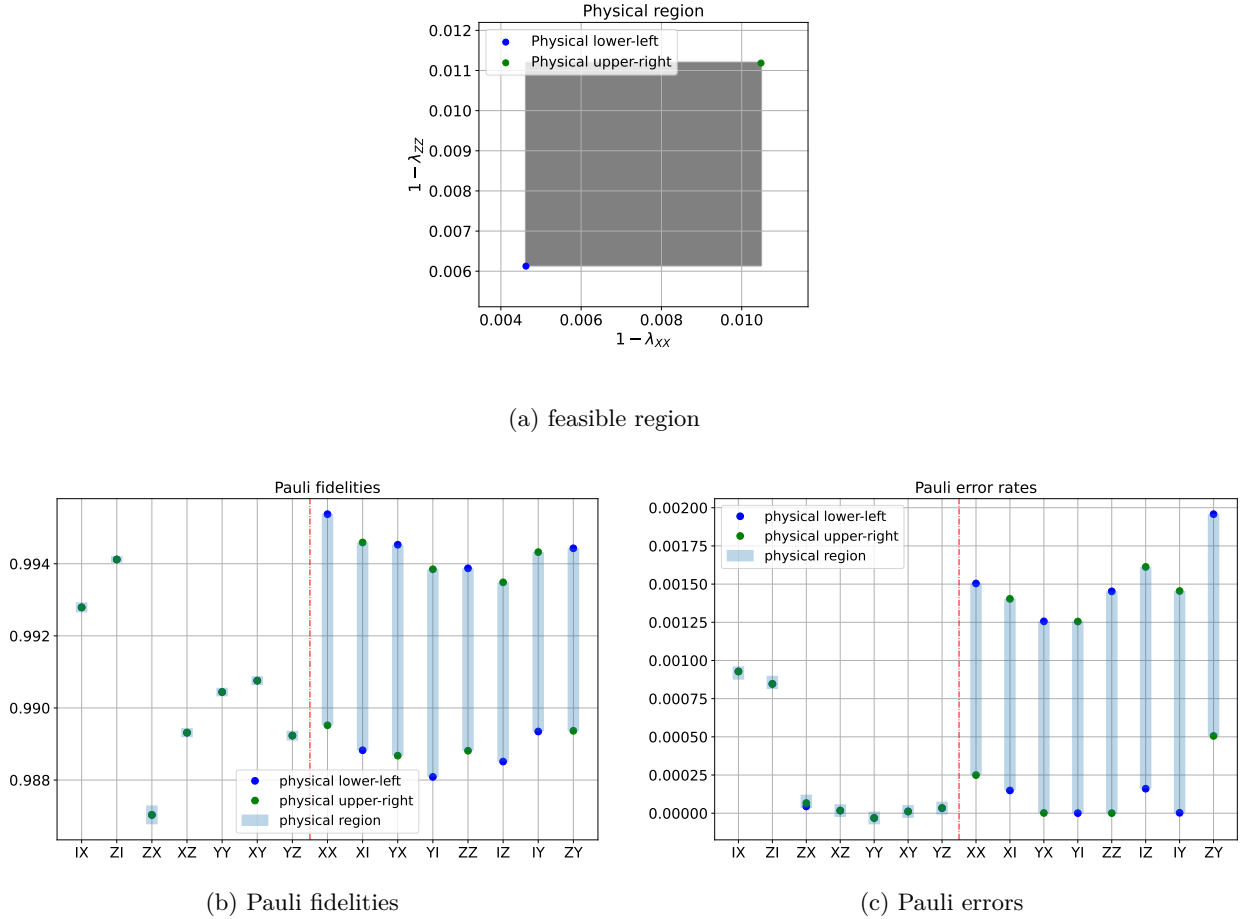 Physical region
Physical lower-left
Physical upper-right
0.012
0.011
0.010
0.009
0.008
0.007
0.006
1 − λ_ZZ
0.004 0.006 0.008 0.010
1 − λ_XX
(a) feasible region
Pauli fidelities
0.994
0.992
0.990
0.988
physical lower-left
physical upper-right
physical region
IX ZI ZX XZ YY XY YZ XX XI YX YI ZZ IZ IY ZY
(b) Pauli fidelities
Pauli error rates
physical lower-left
physical upper-right
physical region
0.00200
0.00175
0.00150
0.00125
0.00100
0.00075
0.00050
0.00025
0.00000
IX ZI ZX XZ YY XY YZ XX XI YX YI ZZ IZ IY ZY
(c) Pauli errors